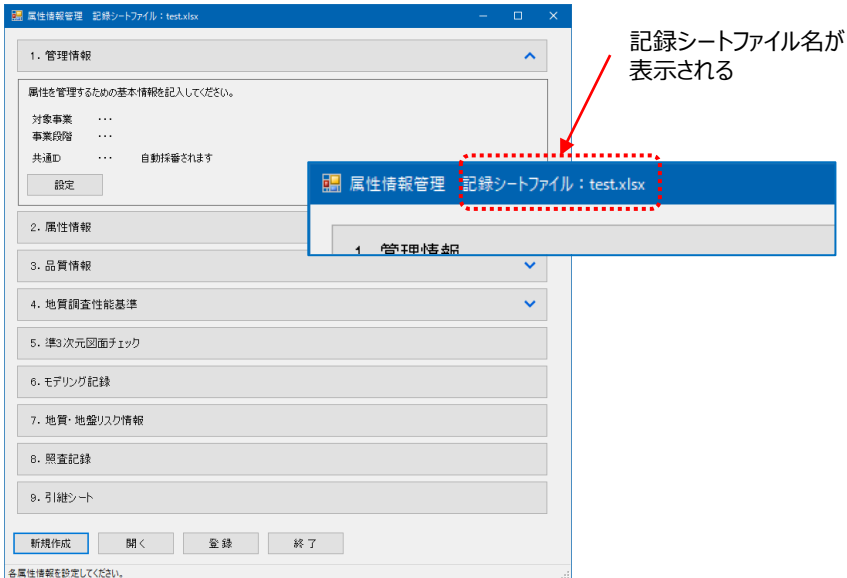 属性情報管理　記録シートファイル：test.xlsx
1. 管理情報
属性を管理するための基本情報を記入してください。
対象事業 ･･･
事業段階 ･･･
共通ID ･･･ 自動採番されます
設定
2. 属性情報
3. 品質情報
4. 地質調査性能基準
5. 準3次元図面チェック
6. モデリング記録
7. 地質・地盤リスク情報
8. 照査記録
9. 引継シート
新規作成 開く 登録 終了
各属性情報を設定してください。
記録シートファイル名が
表示される
属性情報管理　記録シートファイル：test.xlsx
1. 管理情報